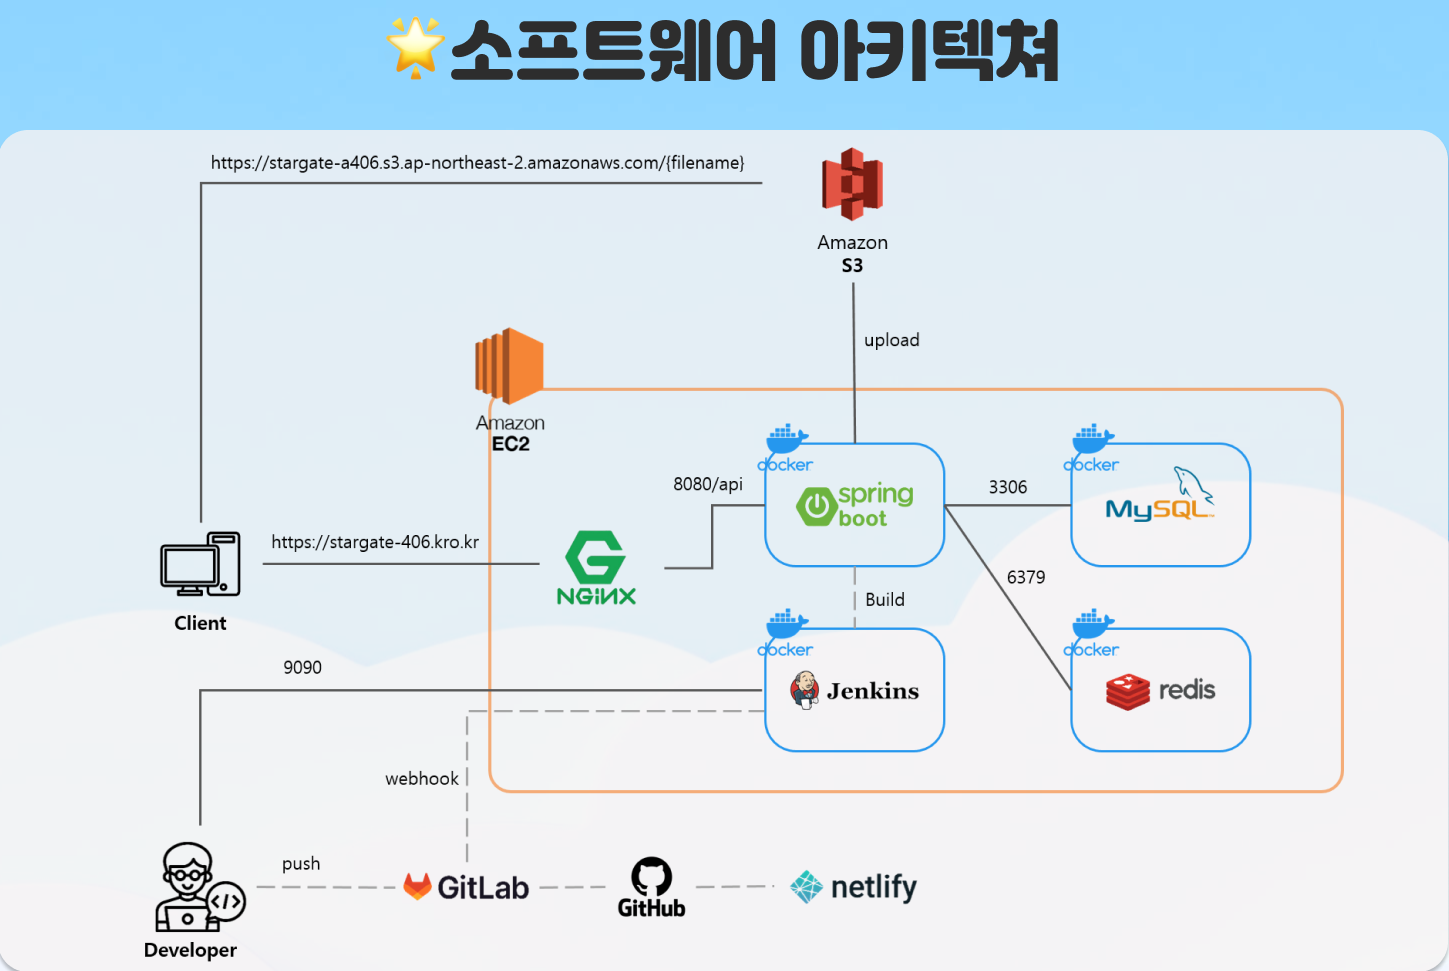 소프트웨어 아키텍쳐
https://stargate-a406.s3.ap-northeast-2.amazonaws.com/{filename}
Amazon
S3
upload
Amazon
EC2
docker
spring
boot
8080/api
3306
docker
MySQL
https://stargate-406.kro.kr
NGiNX
Client
6379
Build
docker
Jenkins
docker
redis
9090
webhook
push
GitLab
GitHub
netlify
Developer